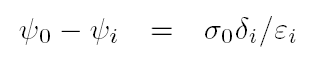 ψ₀ − ψᵢ = σ₀δᵢ/εᵢ